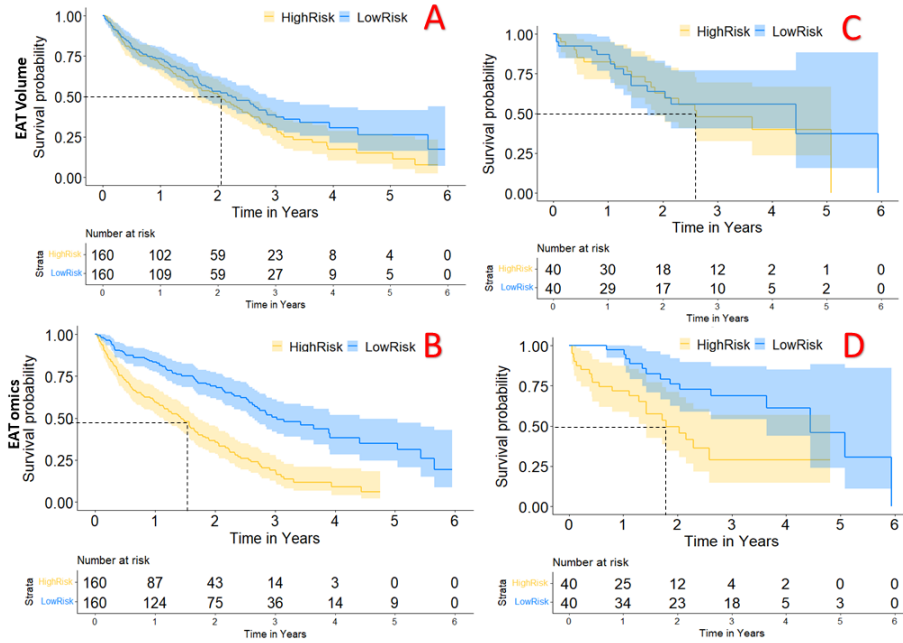 A
HighRisk LowRisk
EAT Volume
Survival probability
1.00
0.75
0.50
0.25
0.00
0 1 2 3 4 5 6
Time in Years
Number at risk
Strata
HighRisk 160 102 59 23 8 4 0
LowRisk 160 109 59 27 9 5 0
0 1 2 3 4 5 6
Time in Years
C
HighRisk LowRisk
Survival probability
1.00
0.75
0.50
0.25
0.00
0 1 2 3 4 5 6
Time in Years
Number at risk
Strata
HighRisk 40 30 18 12 2 1 0
LowRisk 40 29 17 10 5 2 0
0 1 2 3 4 5 6
Time in Years
B
HighRisk LowRisk
EAT omics
Survival probability
1.00
0.75
0.50
0.25
0.00
0 1 2 3 4 5 6
Time in Years
Number at risk
Strata
HighRisk 160 87 43 14 3 0 0
LowRisk 160 124 75 36 14 9 0
0 1 2 3 4 5 6
Time in Years
D
HighRisk LowRisk
Survival probability
1.00
0.75
0.50
0.25
0.00
0 1 2 3 4 5 6
Time in Years
Number at risk
Strata
HighRisk 40 25 12 4 2 0 0
LowRisk 40 34 23 18 5 3 0
0 1 2 3 4 5 6
Time in Years